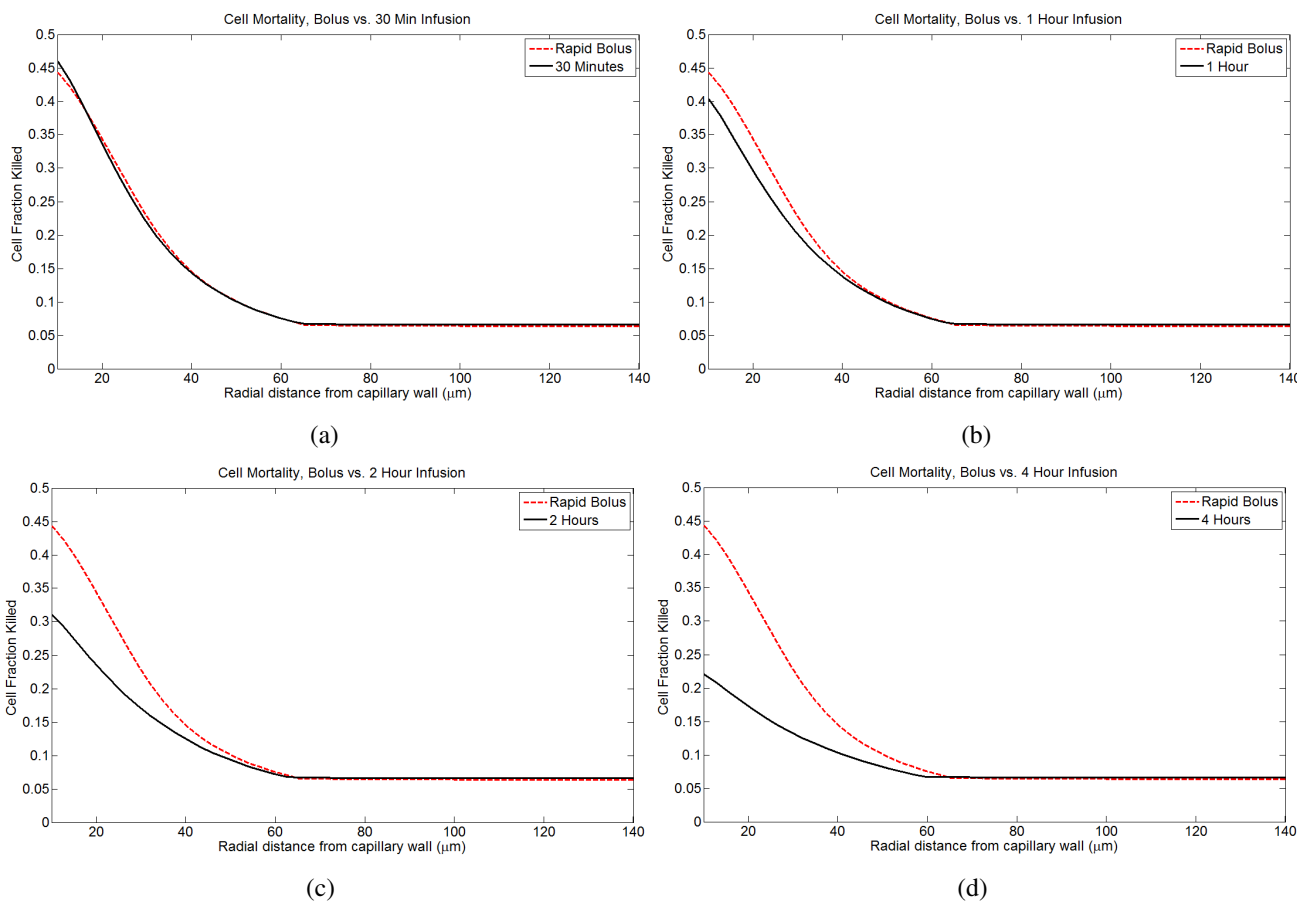 Cell Mortality, Bolus vs. 30 Min Infusion
0.5
0.45
0.4
0.35
0.3
0.25
0.2
0.15
0.1
0.05
0
Cell Fraction Killed
Rapid Bolus
30 Minutes
20 40 60 80 100 120 140
Radial distance from capillary wall (μm)
(a)
Cell Mortality, Bolus vs. 1 Hour Infusion
0.5
0.45
0.4
0.35
0.3
0.25
0.2
0.15
0.1
0.05
0
Cell Fraction Killed
Rapid Bolus
1 Hour
20 40 60 80 100 120 140
Radial distance from capillary wall (μm)
(b)
Cell Mortality, Bolus vs. 2 Hour Infusion
0.5
0.45
0.4
0.35
0.3
0.25
0.2
0.15
0.1
0.05
0
Cell Fraction Killed
Rapid Bolus
2 Hours
20 40 60 80 100 120 140
Radial distance from capillary wall (μm)
(c)
Cell Mortality, Bolus vs. 4 Hour Infusion
0.5
0.45
0.4
0.35
0.3
0.25
0.2
0.15
0.1
0.05
0
Cell Fraction Killed
Rapid Bolus
4 Hours
20 40 60 80 100 120 140
Radial distance from capillary wall (μm)
(d)